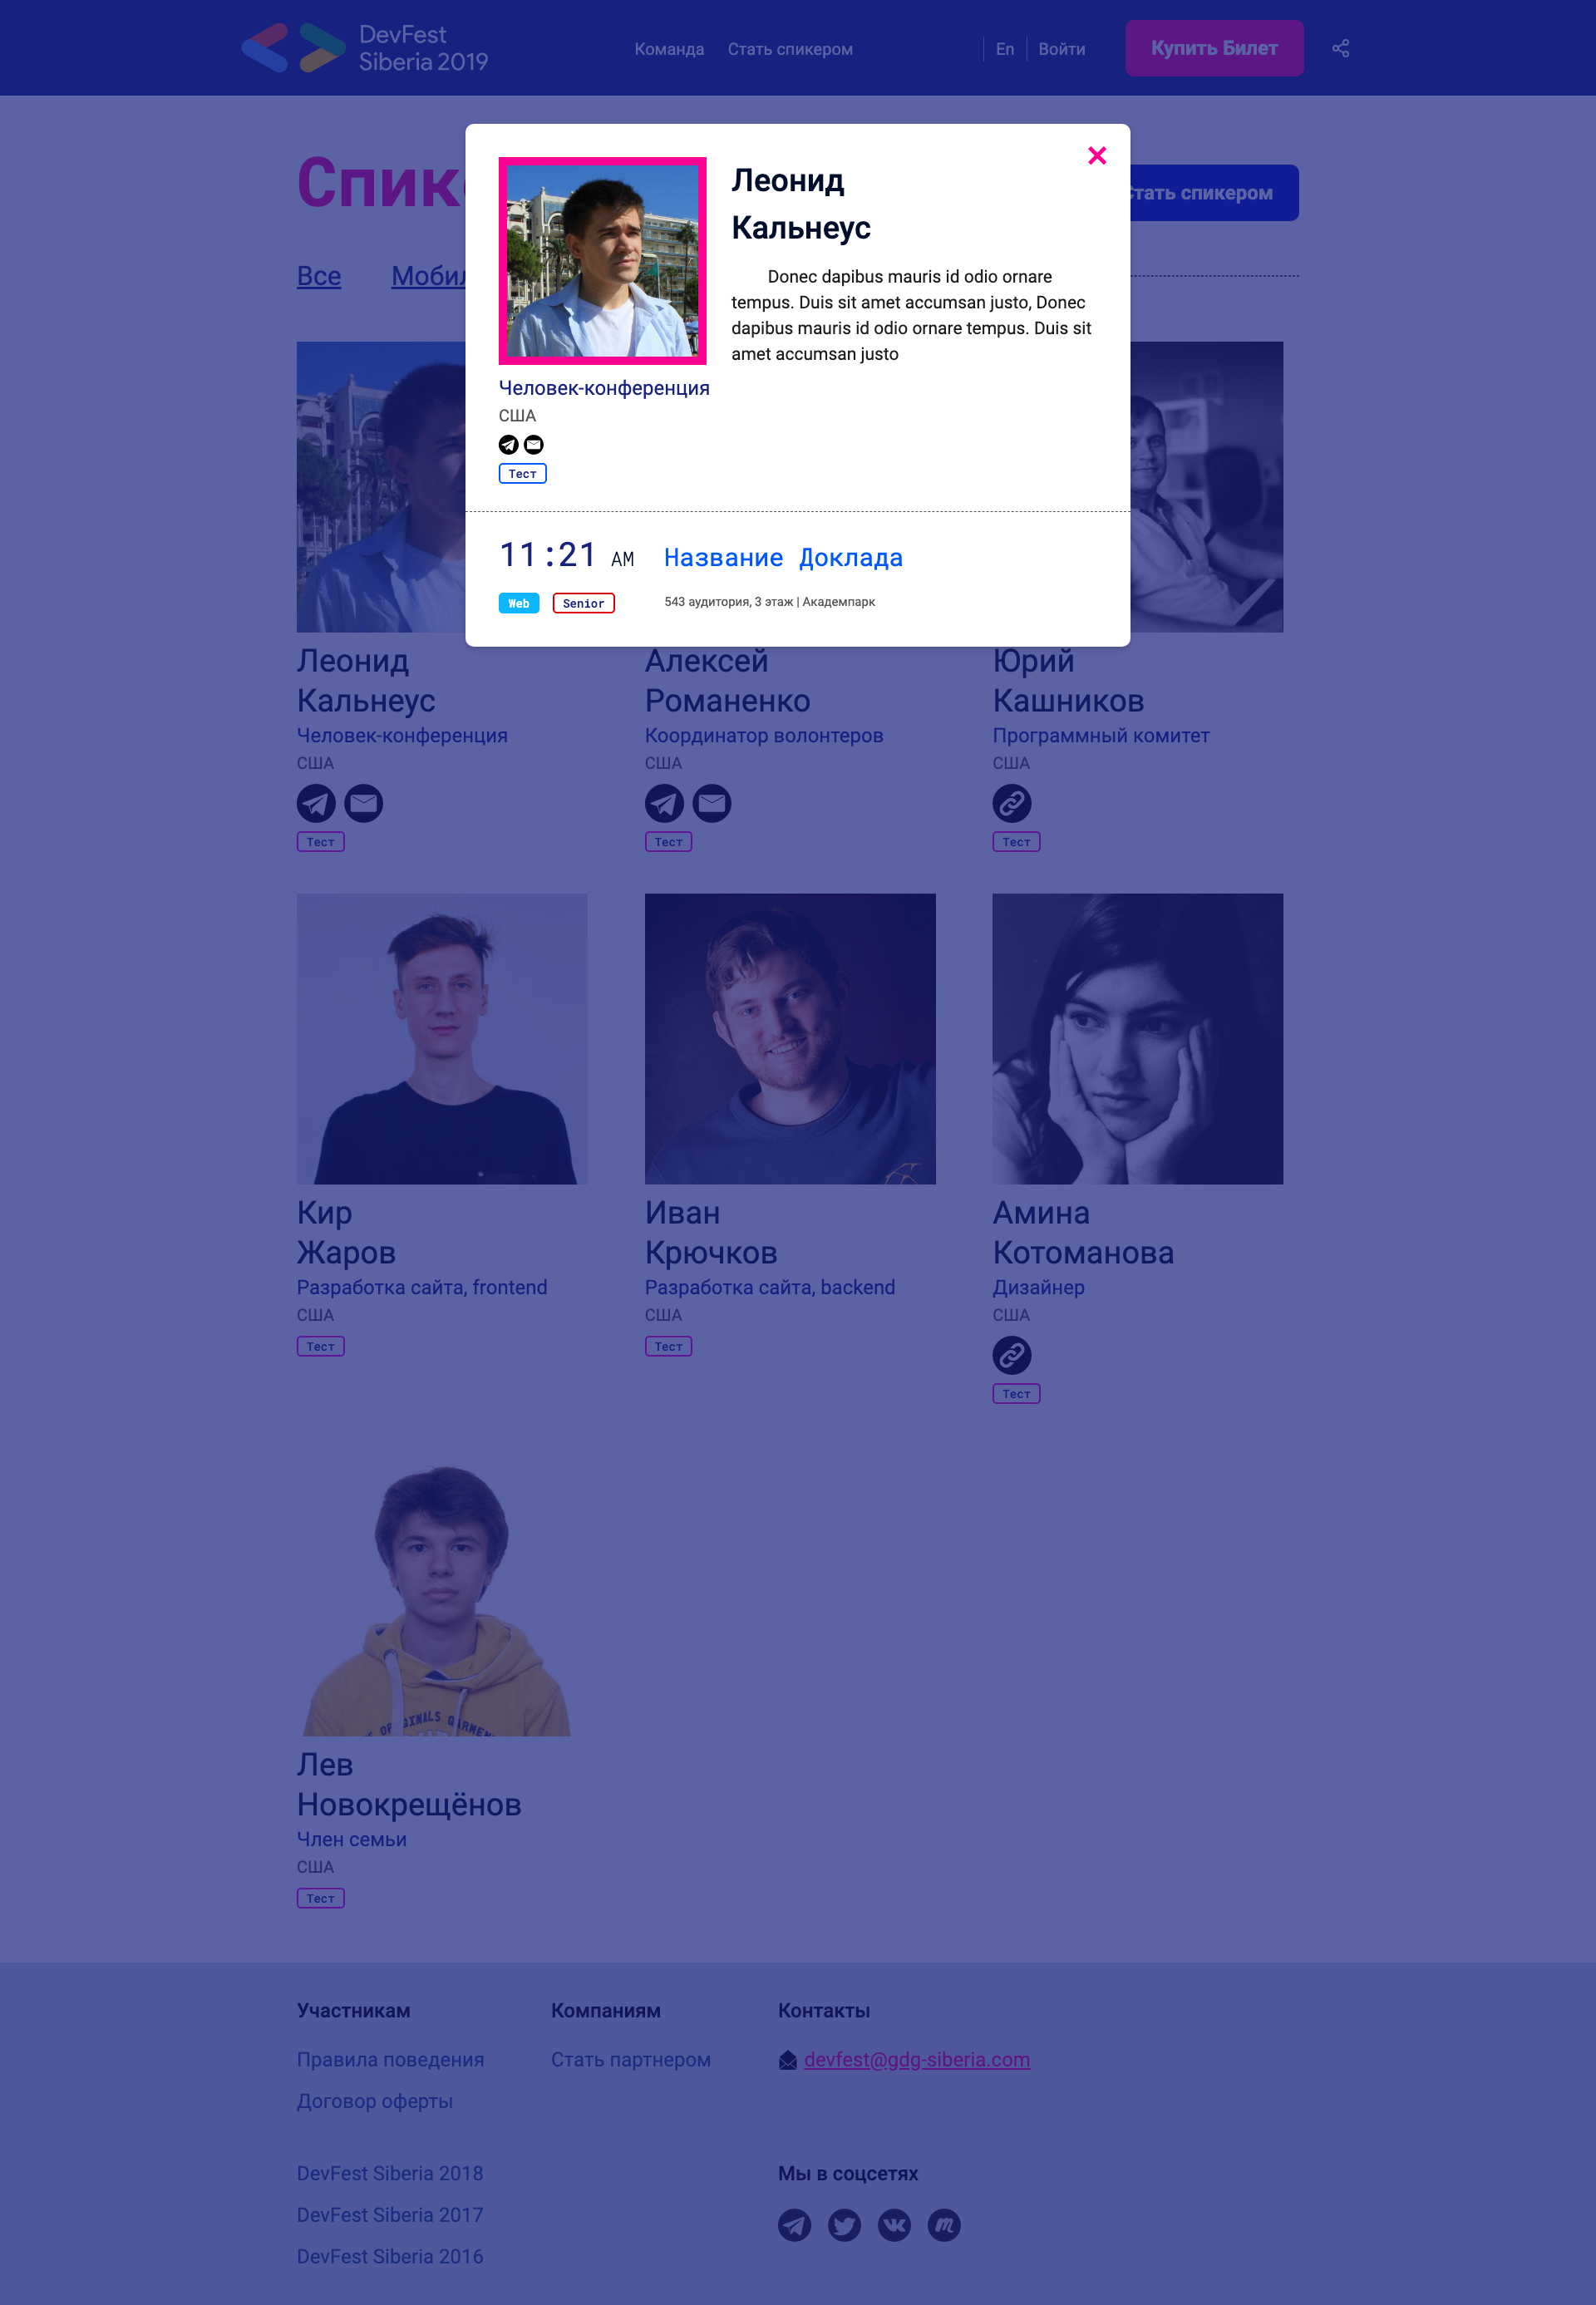 DevFest
Siberia 2019
Команда
Стать спикером
En
Войти
Купить Билет
Спик
Стать спикером
Все
Мобил
Леонид
Кальнеус
Donec dapibus mauris id odio ornare
tempus. Duis sit amet accumsan justo, Donec
dapibus mauris id odio ornare tempus. Duis sit
amet accumsan justo
Человек-конференция
США
Тест
11:21 AM
Название Доклада
Web
Senior
543 аудитория, 3 этаж | Академпарк
Леонид
Кальнеус
Человек-конференция
США
Тест
Алексей
Романенко
Координатор волонтеров
США
Тест
Юрий
Кашников
Программный комитет
США
Тест
Кир
Жаров
Разработка сайта, frontend
США
Тест
Иван
Крючков
Разработка сайта, backend
США
Тест
Амина
Котоманова
Дизайнер
США
Тест
Лев
Новокрещёнов
Член семьи
США
Тест
Участникам
Правила поведения
Договор оферты
DevFest Siberia 2018
DevFest Siberia 2017
DevFest Siberia 2016
Компаниям
Стать партнером
Контакты
devfest@gdg-siberia.com
Мы в соцсетях